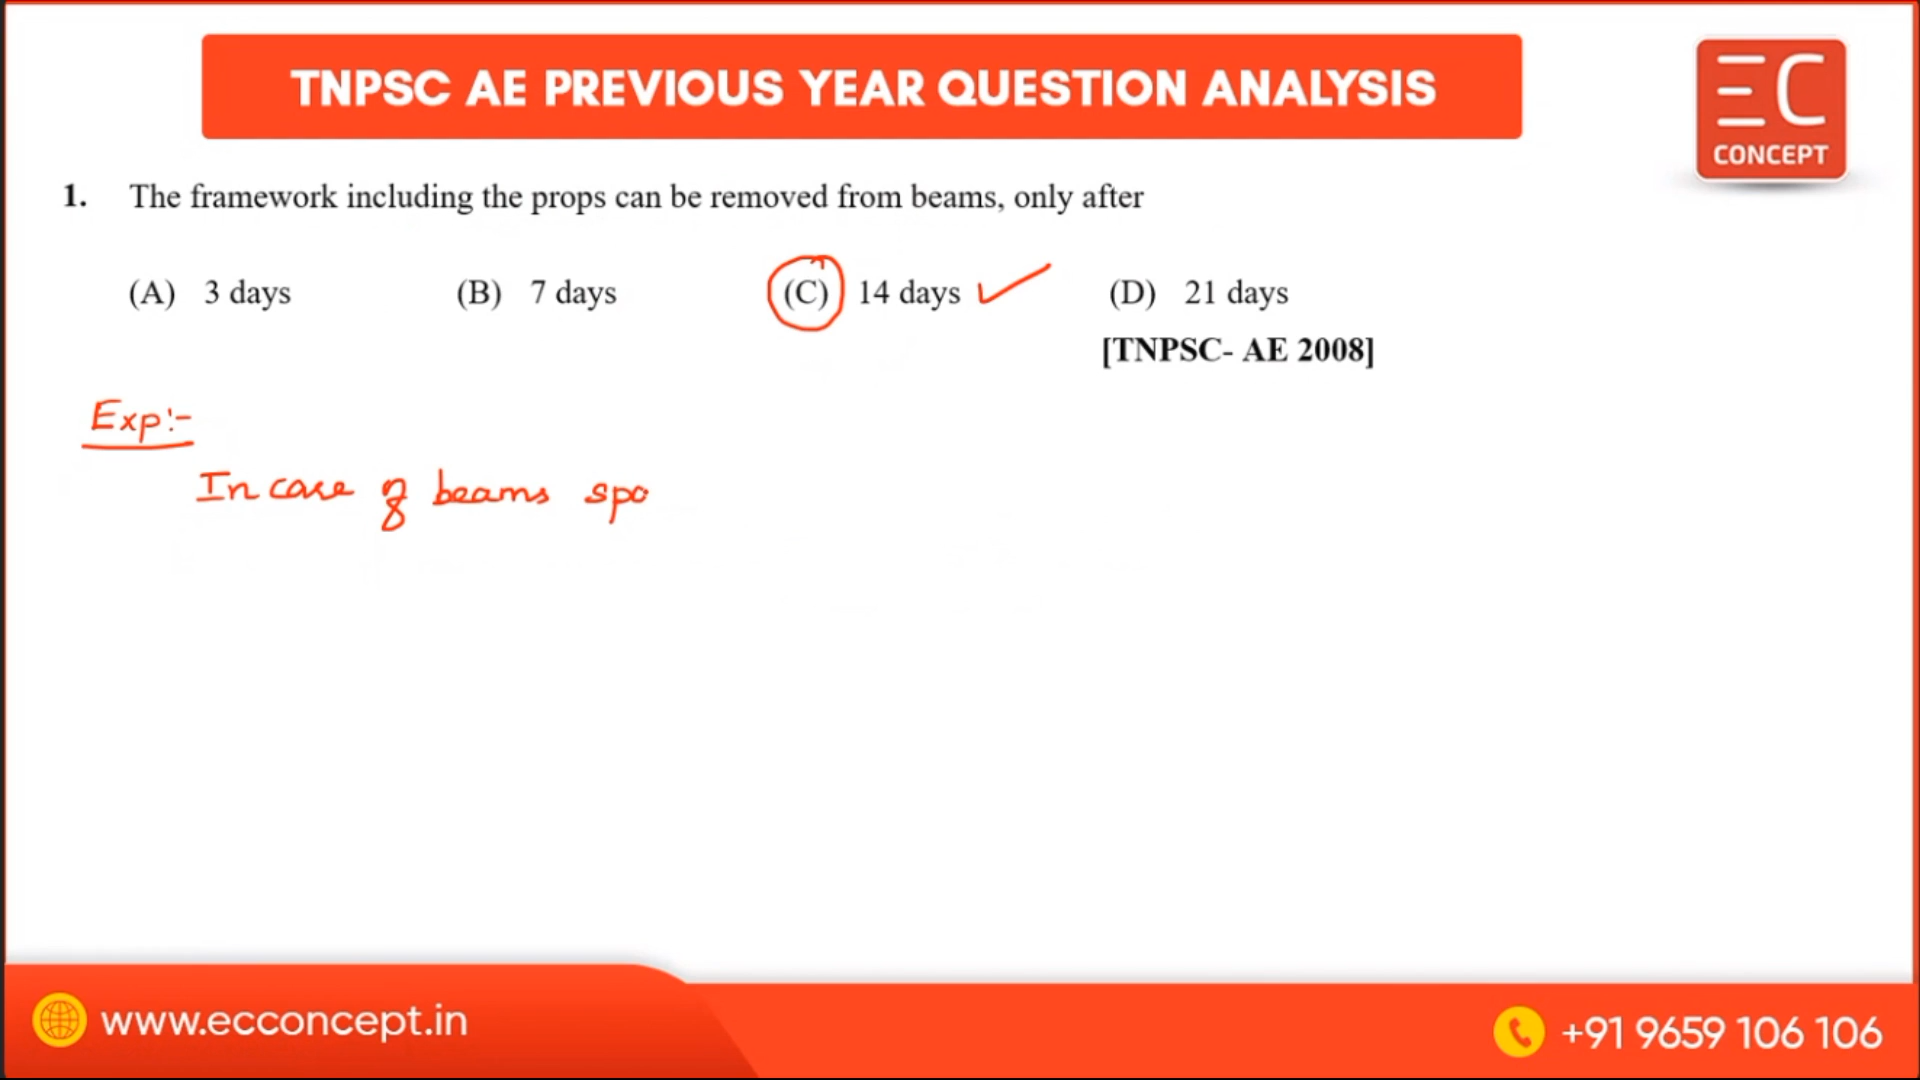 TNPSC AE PREVIOUS YEAR QUESTION ANALYSIS
EC
CONCEPT
1. The framework including the props can be removed from beams, only after
(A) 3 days (B) 7 days (C) 14 days (D) 21 days
[TNPSC- AE 2008]
Exp:-
In case of beams spa
www.ecconcept.in
+91 9659 106 106